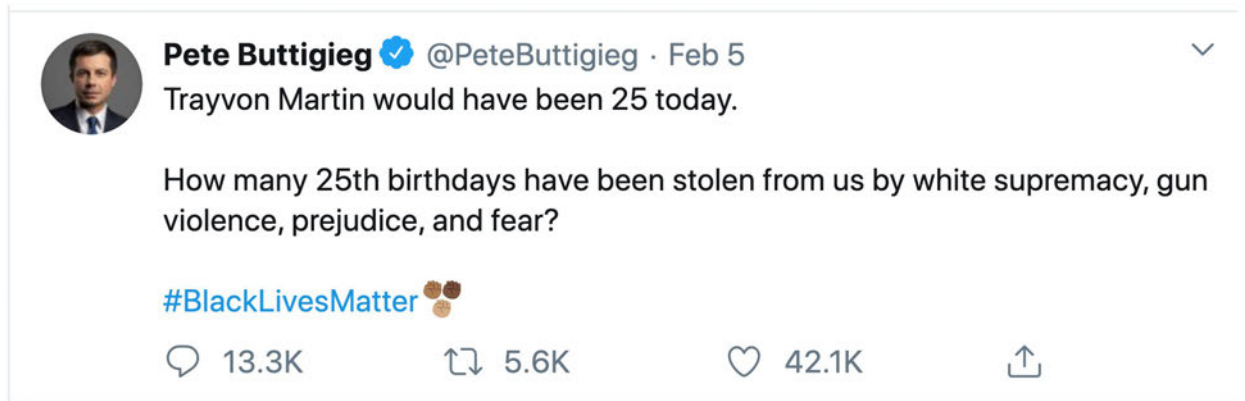 Pete Buttigieg @PeteButtigieg · Feb 5
Trayvon Martin would have been 25 today.
How many 25th birthdays have been stolen from us by white supremacy, gun
violence, prejudice, and fear?
#BlackLivesMatter
13.3K 5.6K 42.1K